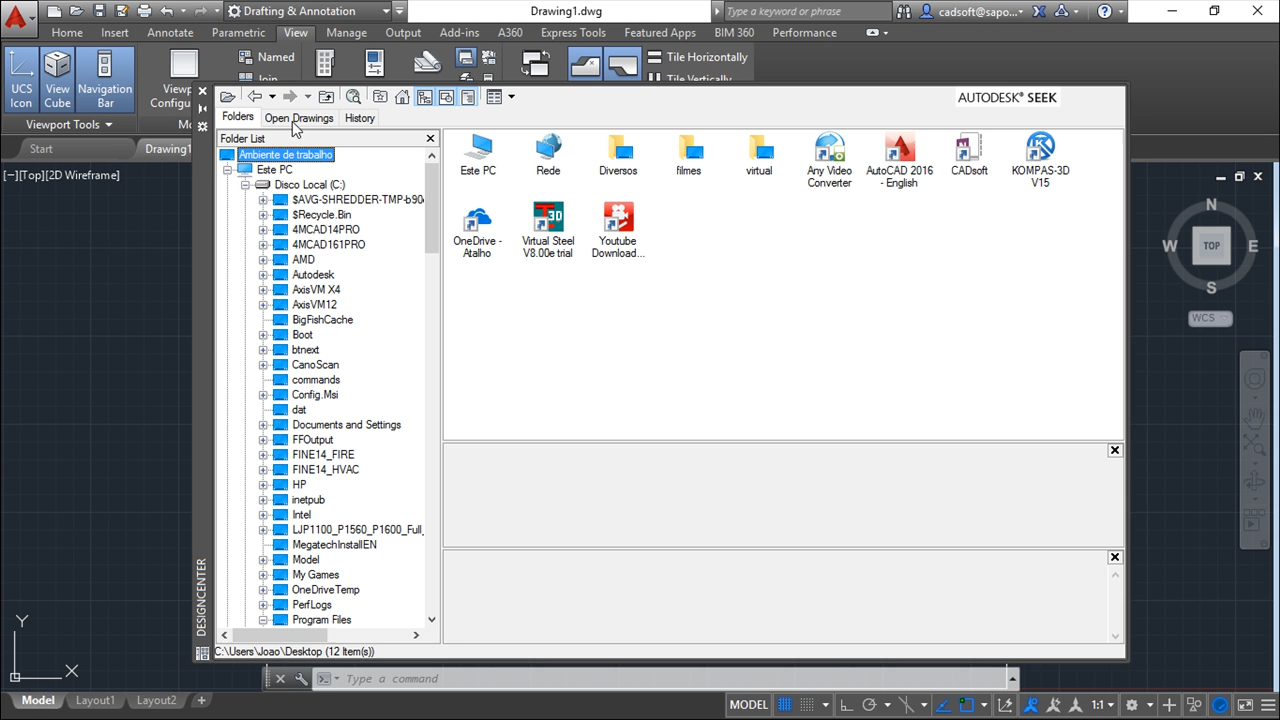 Drafting & Annotation
Drawing1.dwg
Type a keyword or phrase
cadsoft@sapo...
Home
Insert
Annotate
Parametric
View
Manage
Output
Add-ins
A360
Express Tools
Featured Apps
BIM 360
Performance
UCS
Icon
View
Cube
Navigation
Bar
Viewport Tools
Named
Join
Tile Horizontally
Tile Vertically
Start
Drawing1
[−][Top][2D Wireframe]
AUTODESK® SEEK
Folders
Open Drawings
History
Folder List
Ambiente de trabalho
Este PC
Disco Local (C:)
$AVG-SHREDDER-TMP-b90
$Recycle.Bin
4MCAD14PRO
4MCAD161PRO
AMD
Autodesk
AxisVM X4
AxisVM12
BigFishCache
Boot
btnext
CanoScan
commands
Config.Msi
dat
Documents and Settings
FFOutput
FINE14_FIRE
FINE14_HVAC
HP
inetpub
Intel
LJP1100_P1560_P1600_Full_
MegatechInstallEN
Model
My Games
OneDriveTemp
PerfLogs
Program Files
Este PC
Rede
Diversos
filmes
virtual
Any Video
Converter
AutoCAD 2016
- English
CADsoft
KOMPAS-3D
V15
OneDrive -
Atalho
Virtual Steel
V8.00e trial
Youtube
Download...
DESIGNCENTER
C:\Users\Joao\Desktop (12 Item(s))
N
W
TOP
E
S
WCS
Y
X
Type a command
Model
Layout1
Layout2
+
MODEL
1:1